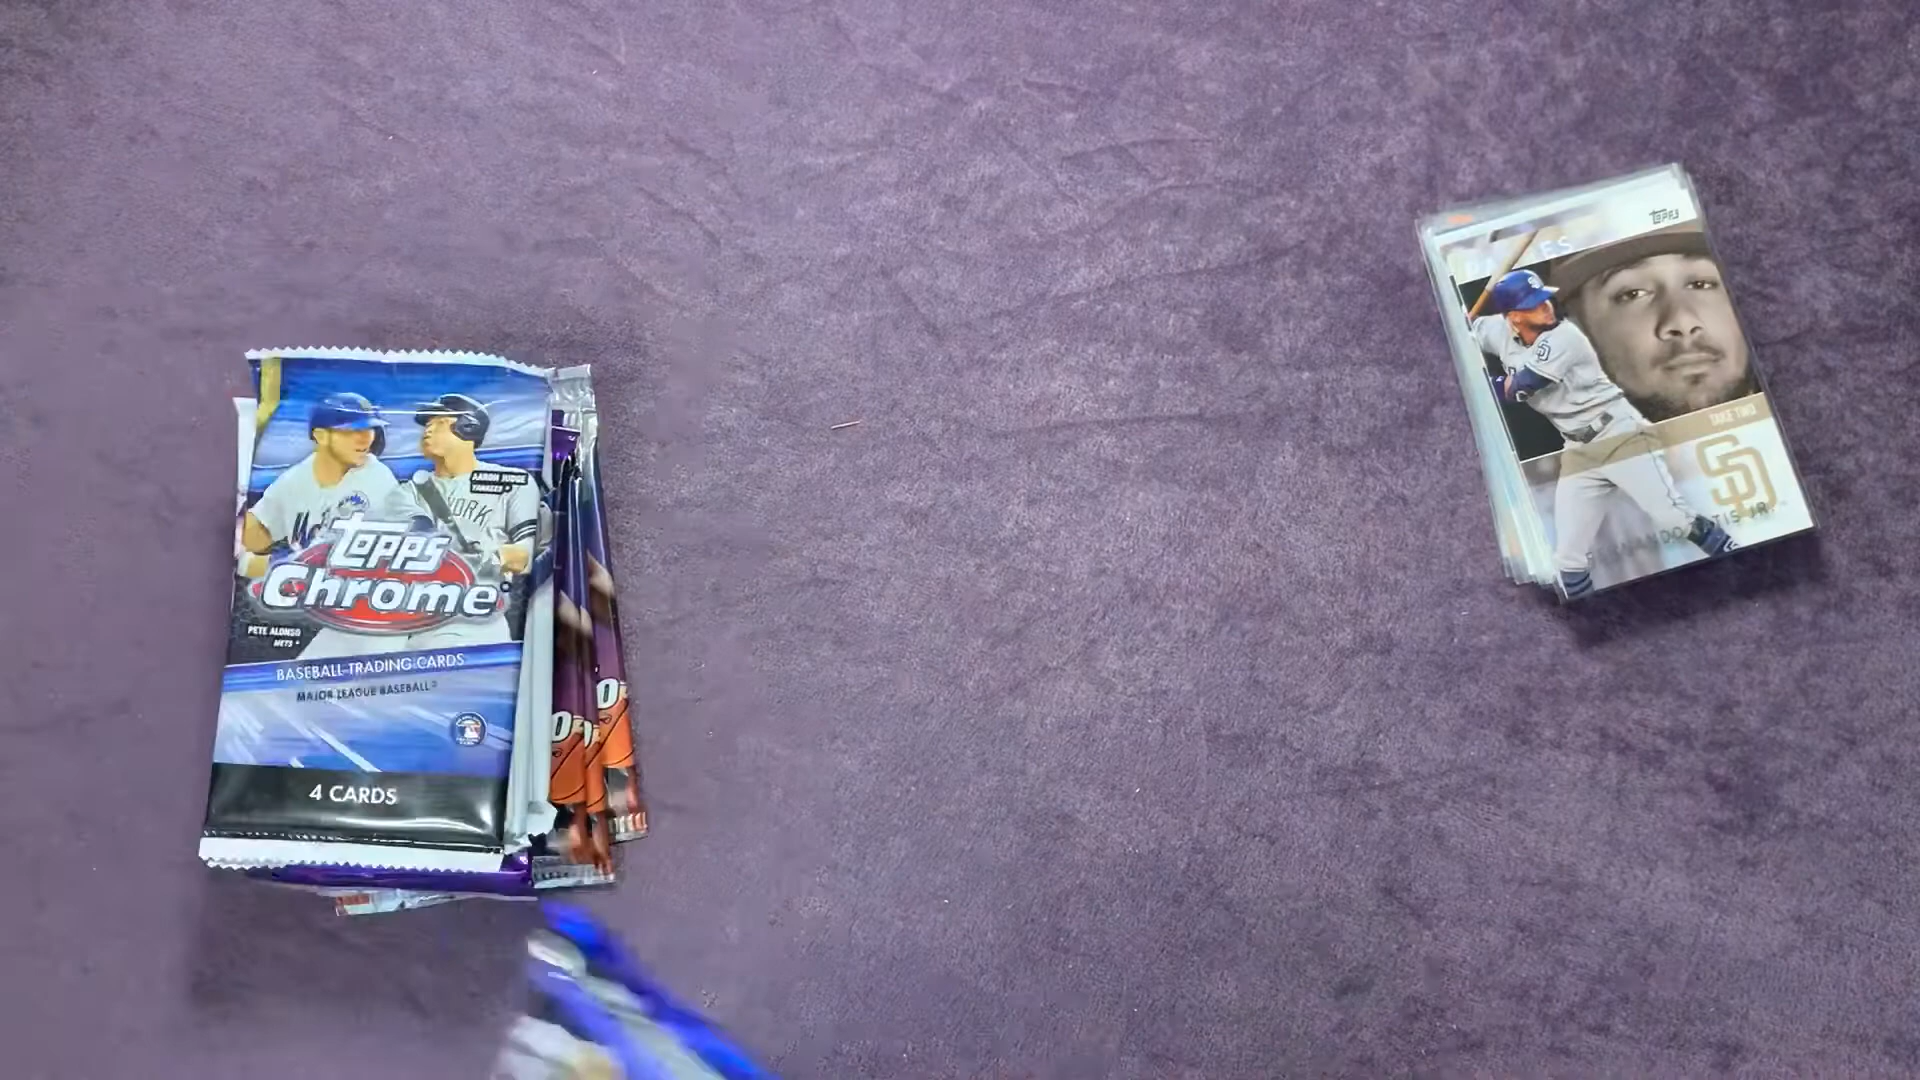 AARON JUDGE
YANKEES
Topps
Chrome
PETE ALONSO
METS
BASEBALL TRADING CARDS
MAJOR LEAGUE BASEBALL
4 CARDS
Topps
TAKE TWO
SD